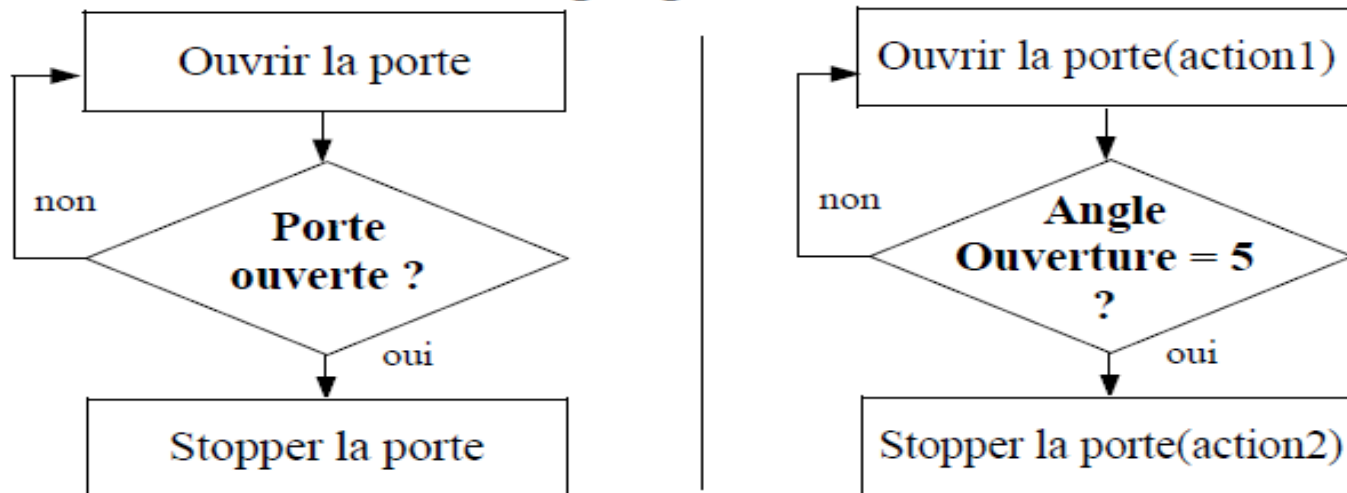 Ouvrir la porte
non
Porte
ouverte ?
oui
Stopper la porte
Ouvrir la porte(action1)
non
Angle
Ouverture = 5
?
oui
Stopper la porte(action2)